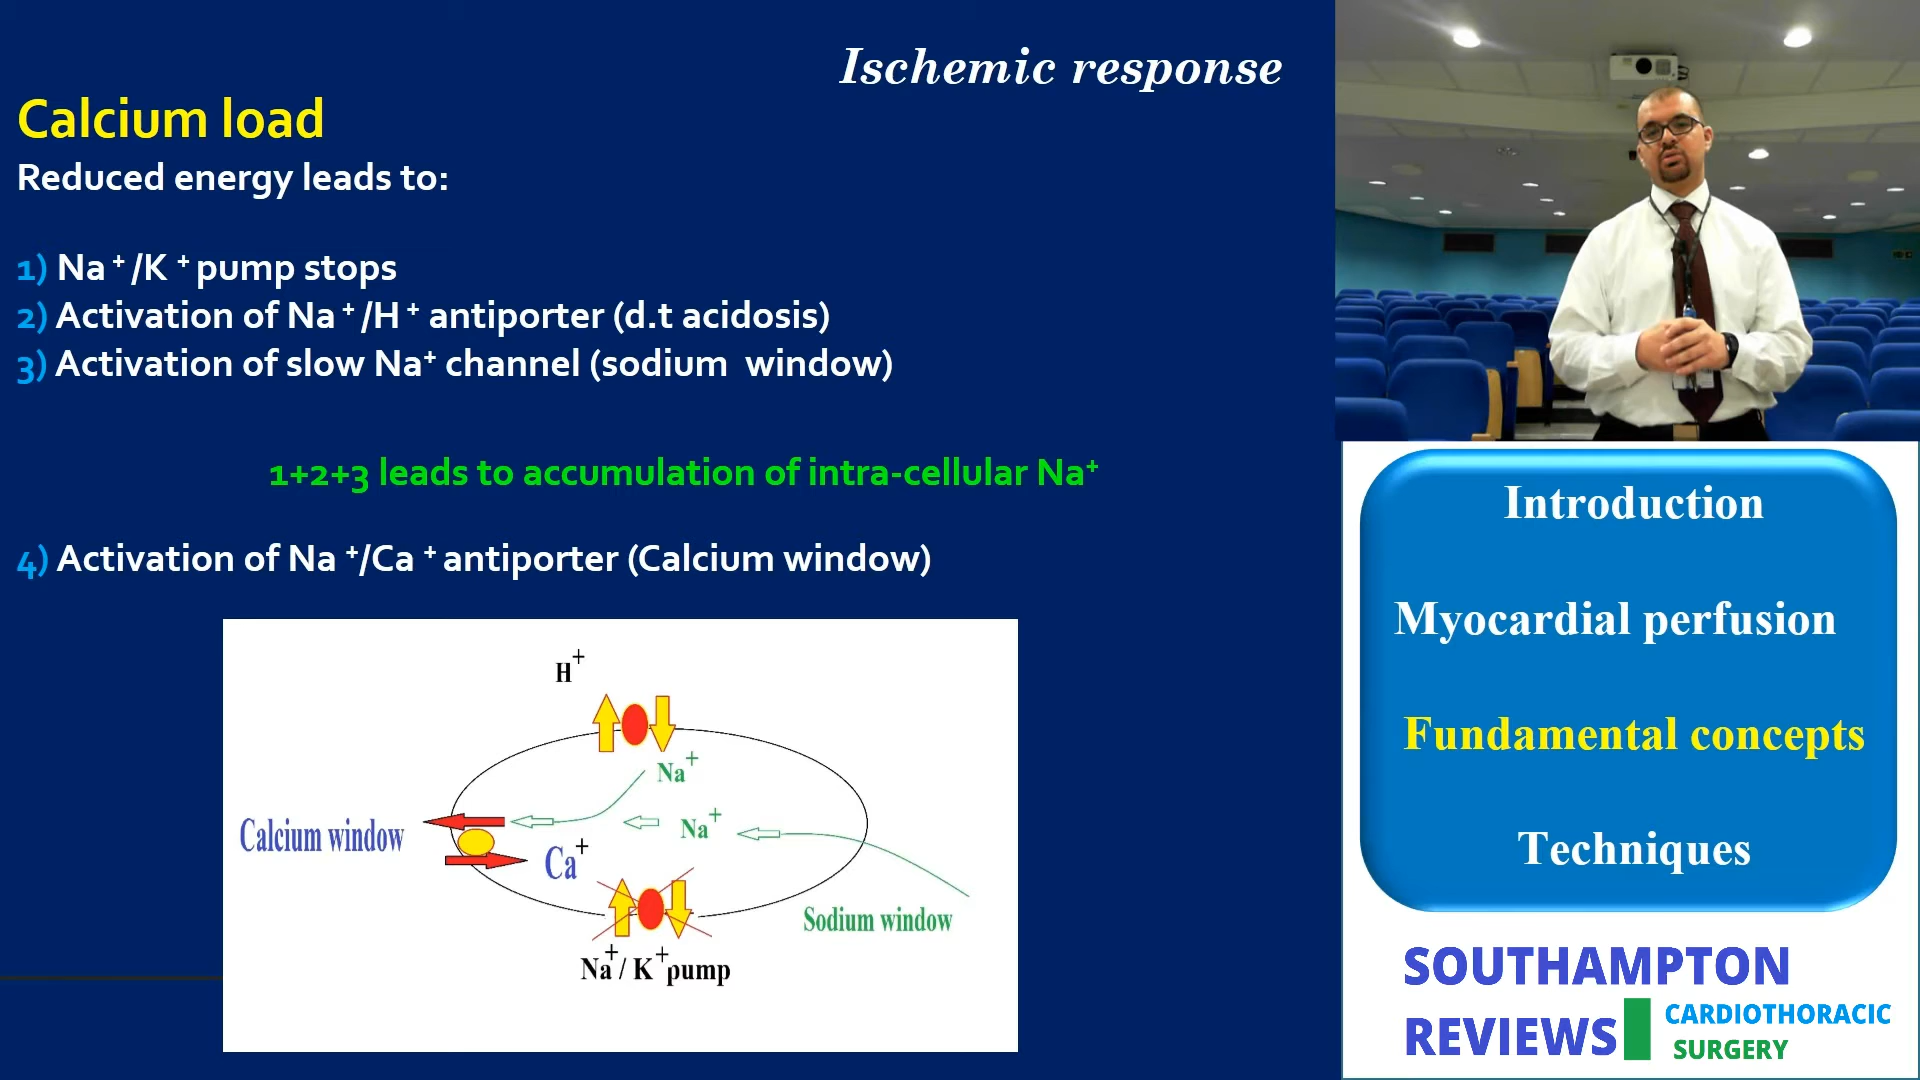 Ischemic response
Calcium load
Reduced energy leads to:
1) Na⁺/K⁺ pump stops
2) Activation of Na⁺/H⁺ antiporter (d.t acidosis)
3) Activation of slow Na⁺ channel (sodium window)
1+2+3 leads to accumulation of intra-cellular Na⁺
4) Activation of Na⁺/Ca⁺ antiporter (Calcium window)
H⁺
Na⁺
Na⁺
Calcium window
Ca⁺
Sodium window
Na⁺/ K⁺pump
Introduction
Myocardial perfusion
Fundamental concepts
Techniques
SOUTHAMPTON
REVIEWS
CARDIOTHORACIC
SURGERY